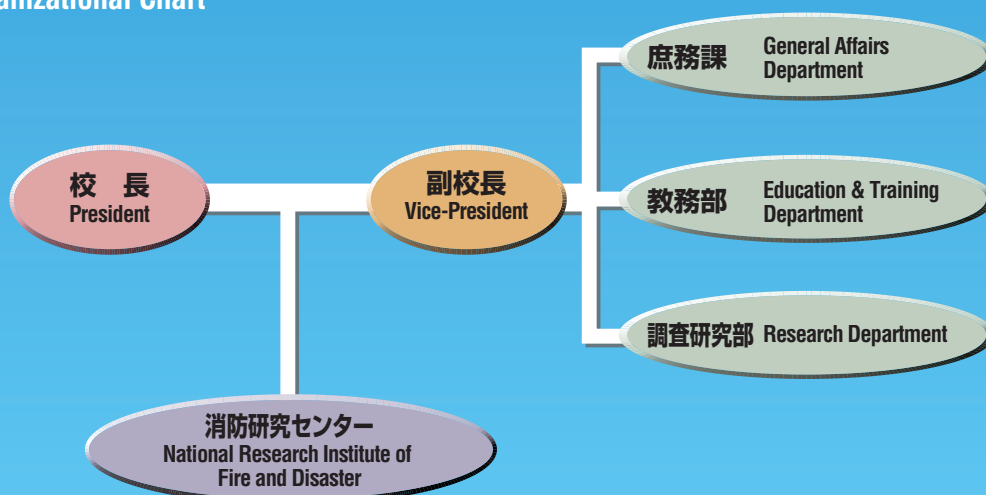 anizational Chart
庶務課 General Affairs
Department
校 長
President
副校長
Vice-President
教務部 Education & Training
Department
調査研究部 Research Department
消防研究センター
National Research Institute of
Fire and Disaster